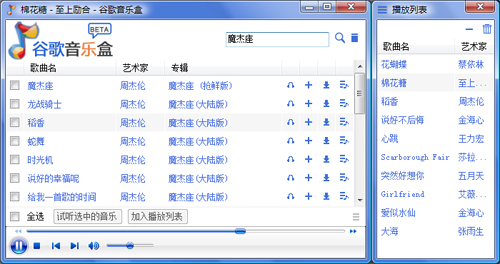 棉花糖 - 至上励合 - 谷歌音乐盒
谷歌音乐盒 BETA
魔杰座
歌曲名 艺术家 专辑
魔杰座 周杰伦 魔杰座 (抢鲜版)
龙战骑士 周杰伦 魔杰座(大陆版)
稻香 周杰伦 魔杰座(大陆版)
蛇舞 周杰伦 魔杰座(大陆版)
时光机 周杰伦 魔杰座(大陆版)
说好的幸福呢 周杰伦 魔杰座(大陆版)
给我一首歌的时间 周杰伦 魔杰座(大陆版)
全选 试听选中的音乐 加入播放列表
播放列表
歌曲名 艺术家
花蝴蝶 蔡依林
棉花糖 至上...
稻香 周杰伦
说好不后悔 金海心
心跳 王力宏
Scarborough Fair 莎拉...
突然好想你 五月天
Girlfriend 艾薇...
爱似水仙 金海心
大海 张雨生